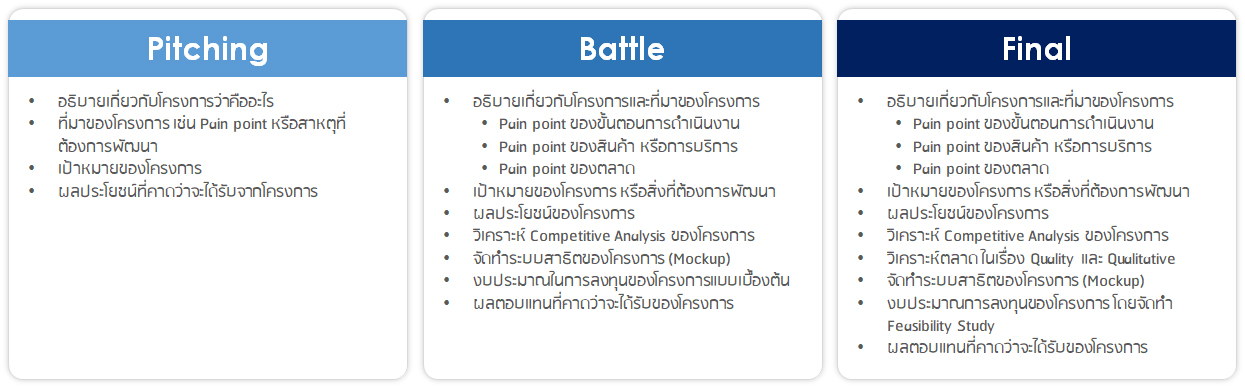 Pitching
• อธิบายเกี่ยวกับโครงการว่าคืออะไร
• ที่มาของโครงการ เช่น Pain point หรือสาเหตุที่
ต้องการพัฒนา
• เป้าหมายของโครงการ
• ผลประโยชน์ที่คาดว่าจะได้รับจากโครงการ
Battle
• อธิบายเกี่ยวกับโครงการและที่มาของโครงการ
• Pain point ของขั้นตอนการดำเนินงาน
• Pain point ของสินค้า หรือการบริการ
• Pain point ของตลาด
• เป้าหมายของโครงการ หรือสิ่งที่ต้องการพัฒนา
• ผลประโยชน์ของโครงการ
• วิเคราะห์ Competitive Analysis ของโครงการ
• จัดทำระบบสาธิตของโครงการ (Mockup)
• งบประมาณในการลงทุนของโครงการแบบเบื้องต้น
• ผลตอบแทนที่คาดว่าจะได้รับของโครงการ
Final
• อธิบายเกี่ยวกับโครงการและที่มาของโครงการ
• Pain point ของขั้นตอนการดำเนินงาน
• Pain point ของสินค้า หรือการบริการ
• Pain point ของตลาด
• เป้าหมายของโครงการ หรือสิ่งที่ต้องการพัฒนา
• ผลประโยชน์ของโครงการ
• วิเคราะห์ Competitive Analysis ของโครงการ
• วิเคราะห์ตลาด ในเรื่อง Quality และ Qualitative
• จัดทำระบบสาธิตของโครงการ (Mockup)
• งบประมาณการลงทุนของโครงการ โดยจัดทำ
Feasibility Study
• ผลตอบแทนที่คาดว่าจะได้รับของโครงการ